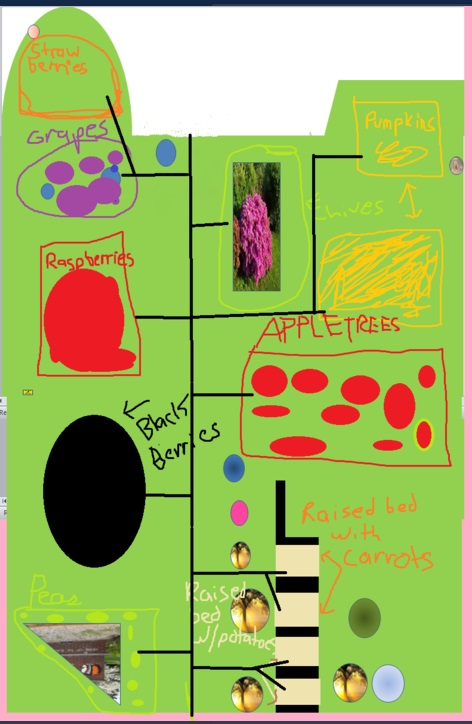 Straw
berries
Grapes
Pumpkins
Chives
Raspberries
APPLETREES
Black
Berries
Raised bed
with
carrots
Raised
bed
w/potatoes
Peas